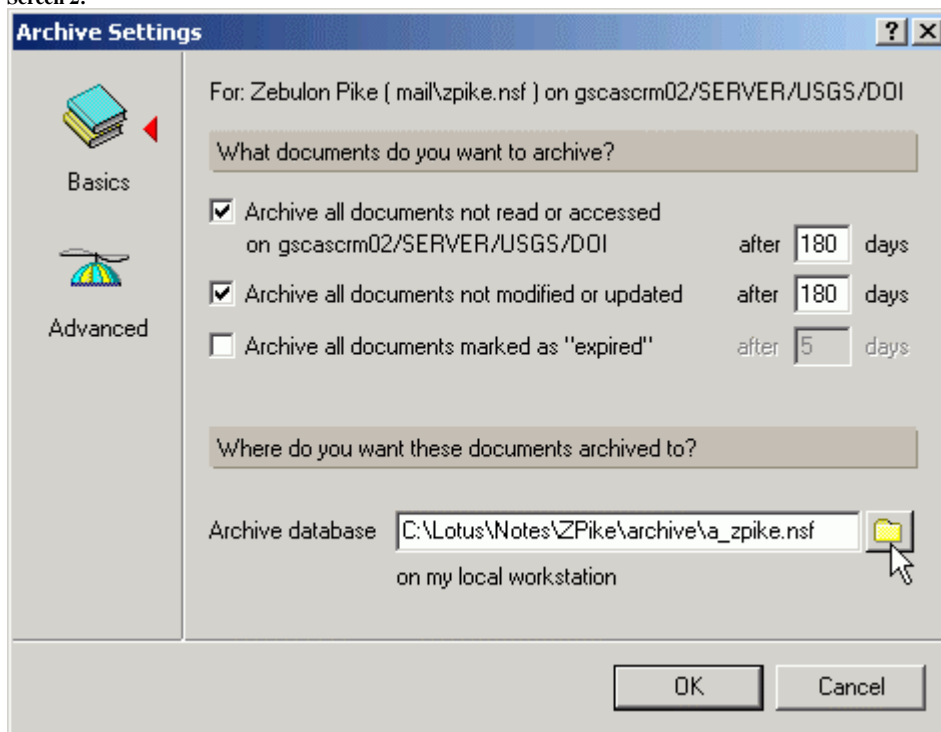 Screen 2:
Archive Settings
For: Zebulon Pike ( mail\zpike.nsf ) on gscascrm02/SERVER/USGS/DOI
Basics
Advanced
What documents do you want to archive?
Archive all documents not read or accessed
on gscascrm02/SERVER/USGS/DOI after 180 days
Archive all documents not modified or updated after 180 days
Archive all documents marked as "expired" after 5 days
Where do you want these documents archived to?
Archive database C:\Lotus\Notes\ZPike\archive\a_zpike.nsf
on my local workstation
OK Cancel